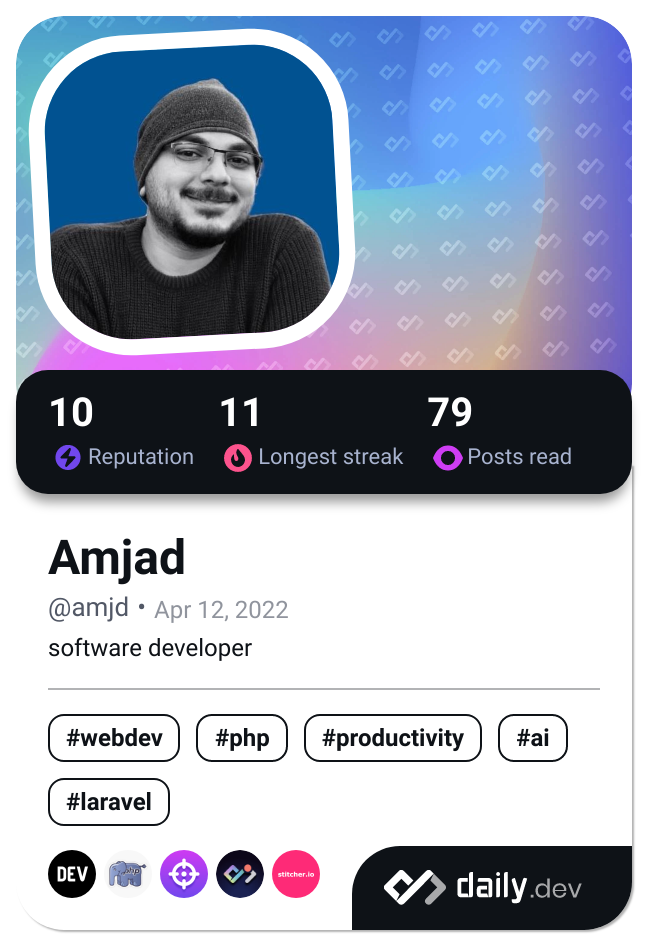 10 11 79
Reputation Longest streak Posts read
Amjad
@amjd • Apr 12, 2022
software developer
#webdev #php #productivity #ai
#laravel
DEV php stitcher.io
daily.dev